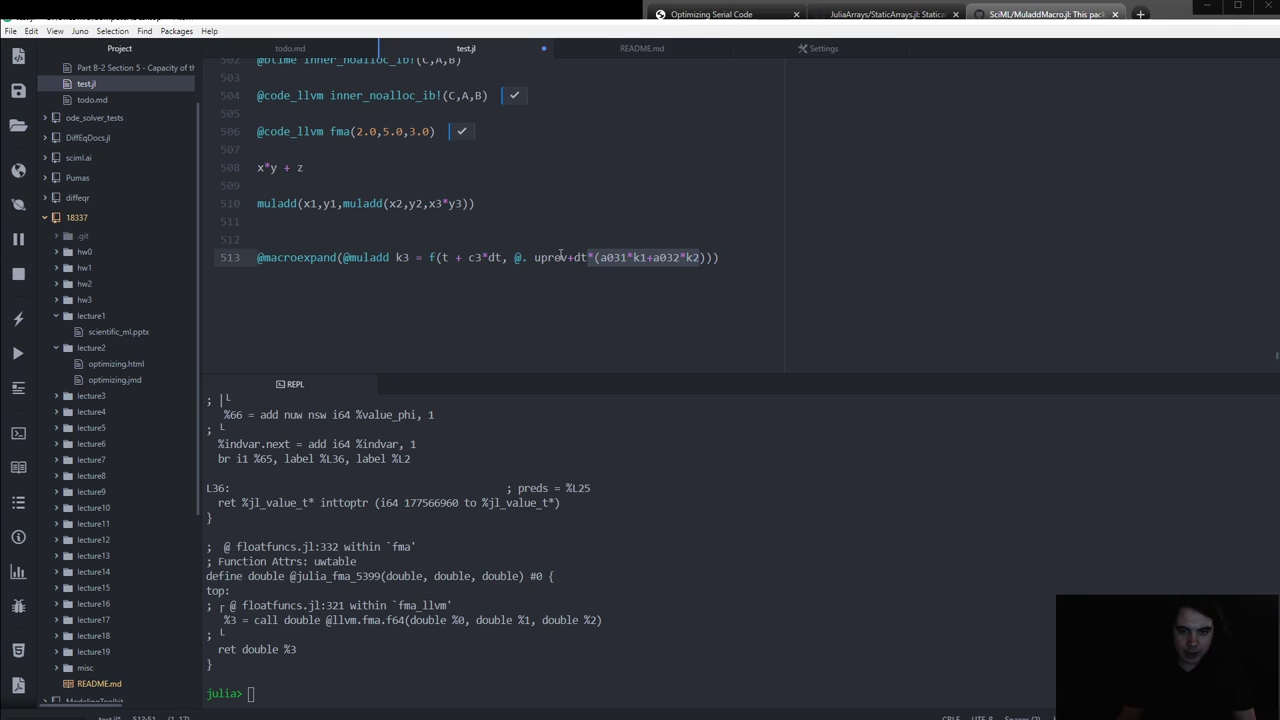 Optimizing Serial Code
JuliaArrays/StaticArrays.jl: Statica
SciML/MuladdMacro.jl: This pack
File Edit View Juno Selection Find Packages Help
Project
todo.md
test.jl
README.md
Settings
Part B-2 Section 5 - Capacity of th
test.jl
todo.md
ode_solver_tests
DiffEqDocs.jl
sciml.ai
Pumas
diffeqr
18337
.git
hw0
hw1
hw2
hw3
lecture1
scientific_ml.pptx
lecture2
optimizing.html
optimizing.jmd
lecture3
lecture4
lecture5
lecture6
lecture7
lecture8
lecture9
lecture10
lecture11
lecture12
lecture13
lecture14
lecture15
lecture16
lecture17
lecture18
lecture19
misc
README.md
ModelingToolkit
502 @btime inner_noalloc_ib!(C,A,B)
503
504 @code_llvm inner_noalloc_ib!(C,A,B)
505
506 @code_llvm fma(2.0,5.0,3.0)
507
508 x*y + z
509
510 muladd(x1,y1,muladd(x2,y2,x3*y3))
511
512
513 @macroexpand(@muladd k3 = f(t + c3*dt, @. uprev+dt*(a031*k1+a032*k2)))
REPL
; |└
%66 = add nuw nsw i64 %value_phi, 1
; └
%indvar.next = add i64 %indvar, 1
br i1 %65, label %L36, label %L2
L36: ; preds = %L25
ret %jl_value_t* inttoptr (i64 177566960 to %jl_value_t*)
}
; @ floatfuncs.jl:332 within `fma'
; Function Attrs: uwtable
define double @julia_fma_5399(double, double, double) #0 {
top:
; ┌ @ floatfuncs.jl:321 within `fma_llvm'
%3 = call double @llvm.fma.f64(double %0, double %1, double %2)
; └
ret double %3
}
julia>